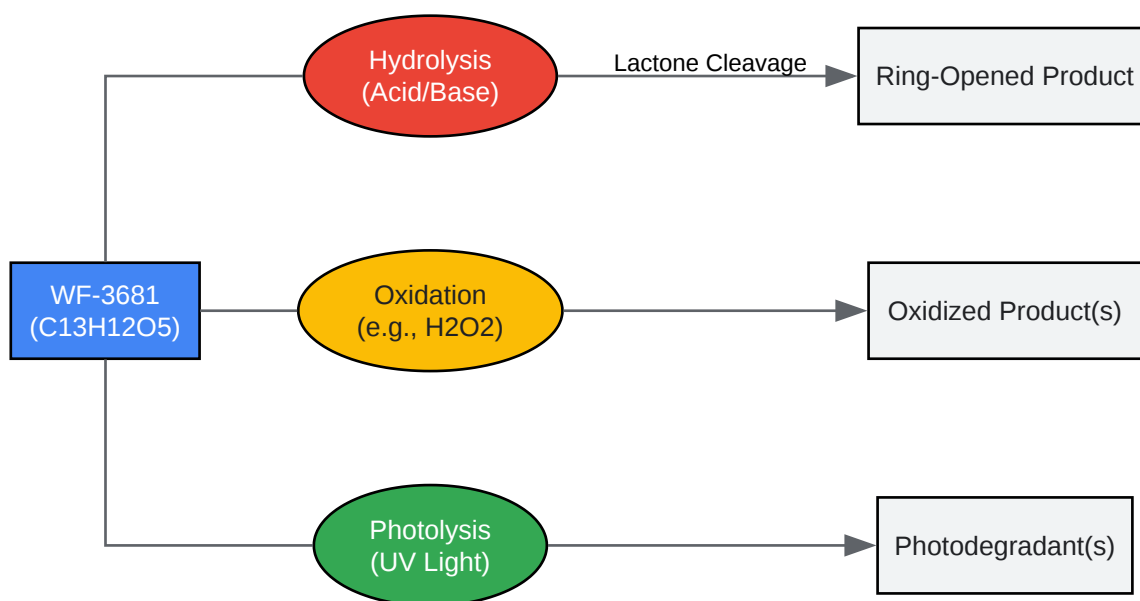 Hydrolysis
(Acid/Base)
Lactone Cleavage
Ring-Opened Product
WF-3681
(C13H12O5)
Oxidation
(e.g., H2O2)
Oxidized Product(s)
Photolysis
(UV Light)
Photodegradant(s)